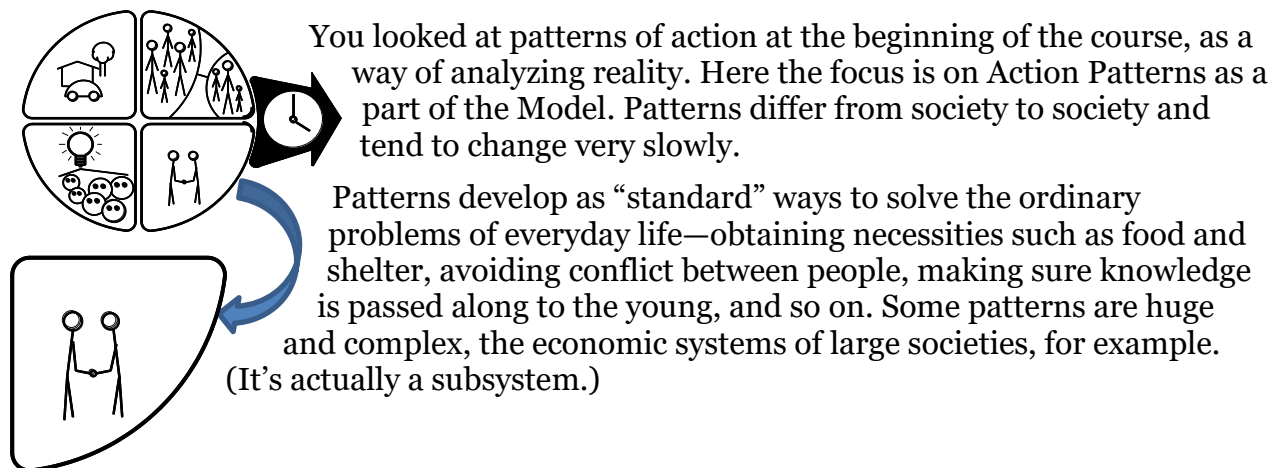 You looked at patterns of action at the beginning of the course, as a
way of analyzing reality. Here the focus is on Action Patterns as a
part of the Model. Patterns differ from society to society and
tend to change very slowly.
Patterns develop as “standard” ways to solve the ordinary
problems of everyday life—obtaining necessities such as food and
shelter, avoiding conflict between people, making sure knowledge
is passed along to the young, and so on. Some patterns are huge
and complex, the economic systems of large societies, for example.
(It’s actually a subsystem.)